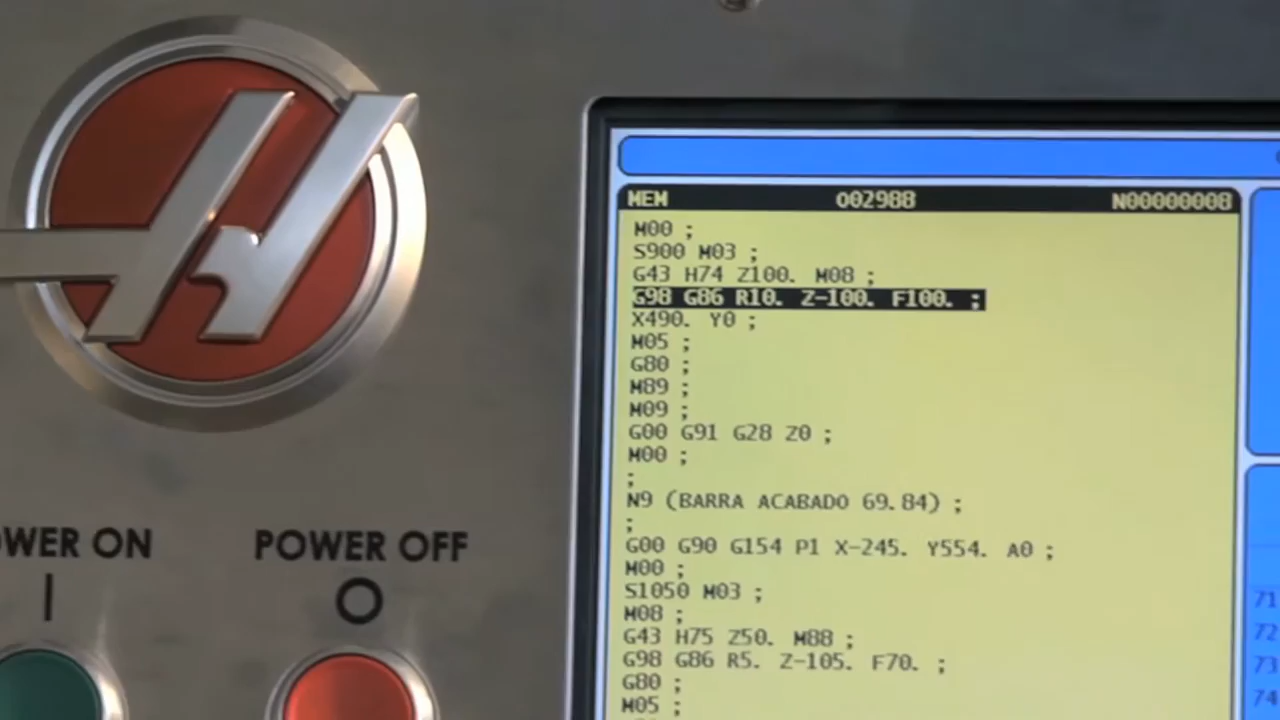 MEM O02988 N00000008
M00 ;
S900 M03 ;
G43 H74 Z100. M08 ;
G98 G86 R10. Z-100. F100. ;
X490. Y0 ;
M05 ;
G80 ;
M89 ;
M09 ;
G00 G91 G28 Z0 ;
M00 ;
;
N9 (BARRA ACABADO 69.84) ;
;
G00 G90 G154 P1 X-245. Y554. A0 ;
M00 ;
S1050 M03 ;
M08 ;
G43 H75 Z50. M88 ;
G98 G86 R5. Z-105. F70. ;
G80 ;
M05 ;
OWER ON
POWER OFF
71
72
73
74